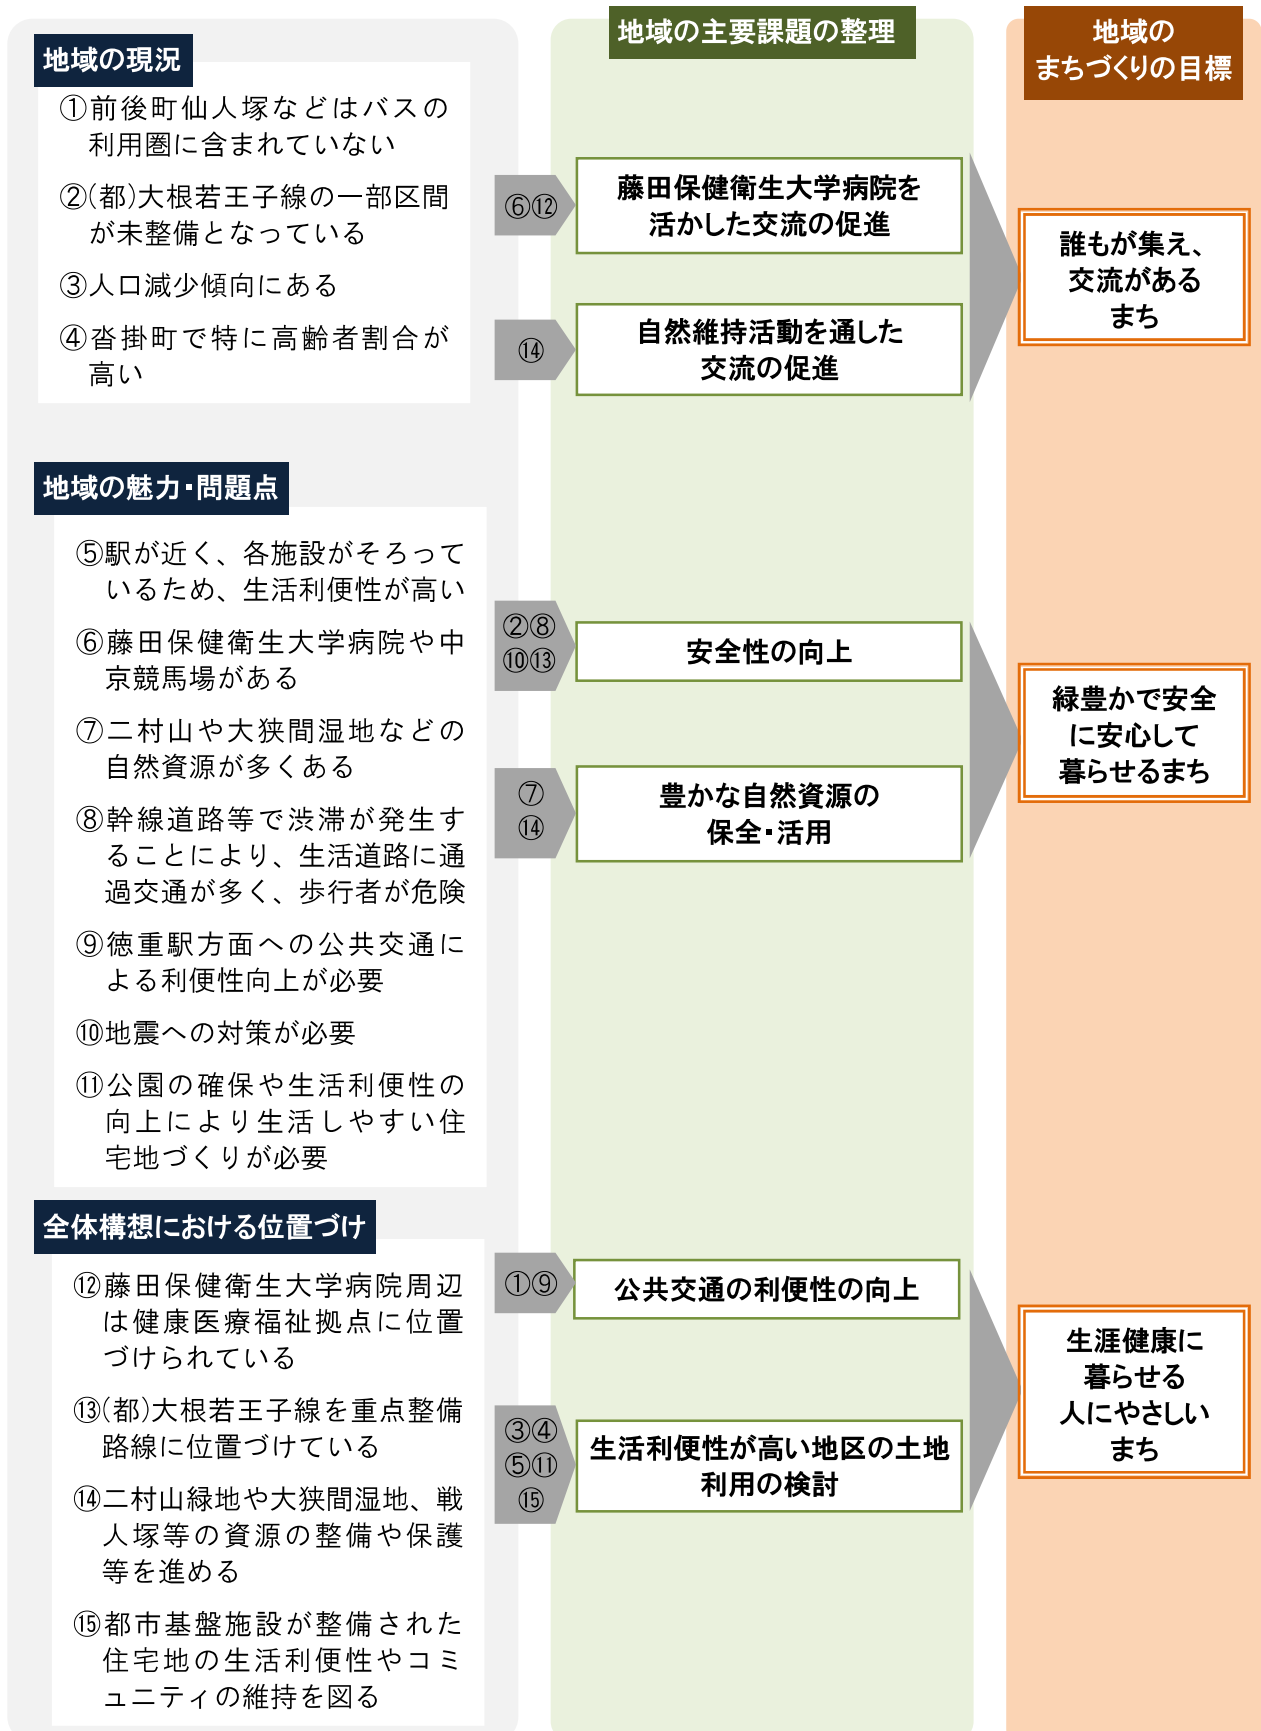 地域の現況
①前後町仙人塚などはバスの
利用圏に含まれていない
②(都)大根若王子線の一部区間
が未整備となっている
③人口減少傾向にある
④沓掛町で特に高齢者割合が
高い
地域の魅力・問題点
⑤駅が近く、各施設がそろって
いるため、生活利便性が高い
⑥藤田保健衛生大学病院や中
京競馬場がある
⑦二村山や大狭間湿地などの
自然資源が多くある
⑧幹線道路等で渋滞が発生す
ることにより、生活道路に通
過交通が多く、歩行者が危険
⑨徳重駅方面への公共交通に
よる利便性向上が必要
⑩地震への対策が必要
⑪公園の確保や生活利便性の
向上により生活しやすい住
宅地づくりが必要
全体構想における位置づけ
⑫藤田保健衛生大学病院周辺
は健康医療福祉拠点に位置
づけられている
⑬(都)大根若王子線を重点整備
路線に位置づけている
⑭二村山緑地や大狭間湿地、戦
人塚等の資源の整備や保護
等を進める
⑮都市基盤施設が整備された
住宅地の生活利便性やコミ
ュニティの維持を図る
地域の主要課題の整理
⑥⑫
藤田保健衛生大学病院を
活かした交流の促進
⑭
自然維持活動を通した
交流の促進
②⑧
⑩⑬
安全性の向上
⑦
⑭
豊かな自然資源の
保全・活用
①⑨
公共交通の利便性の向上
③④
⑤⑪
⑮
生活利便性が高い地区の土地
利用の検討
地域の
まちづくりの目標
誰もが集え、
交流がある
まち
緑豊かで安全
に安心して
暮らせるまち
生涯健康に
暮らせる
人にやさしい
まち